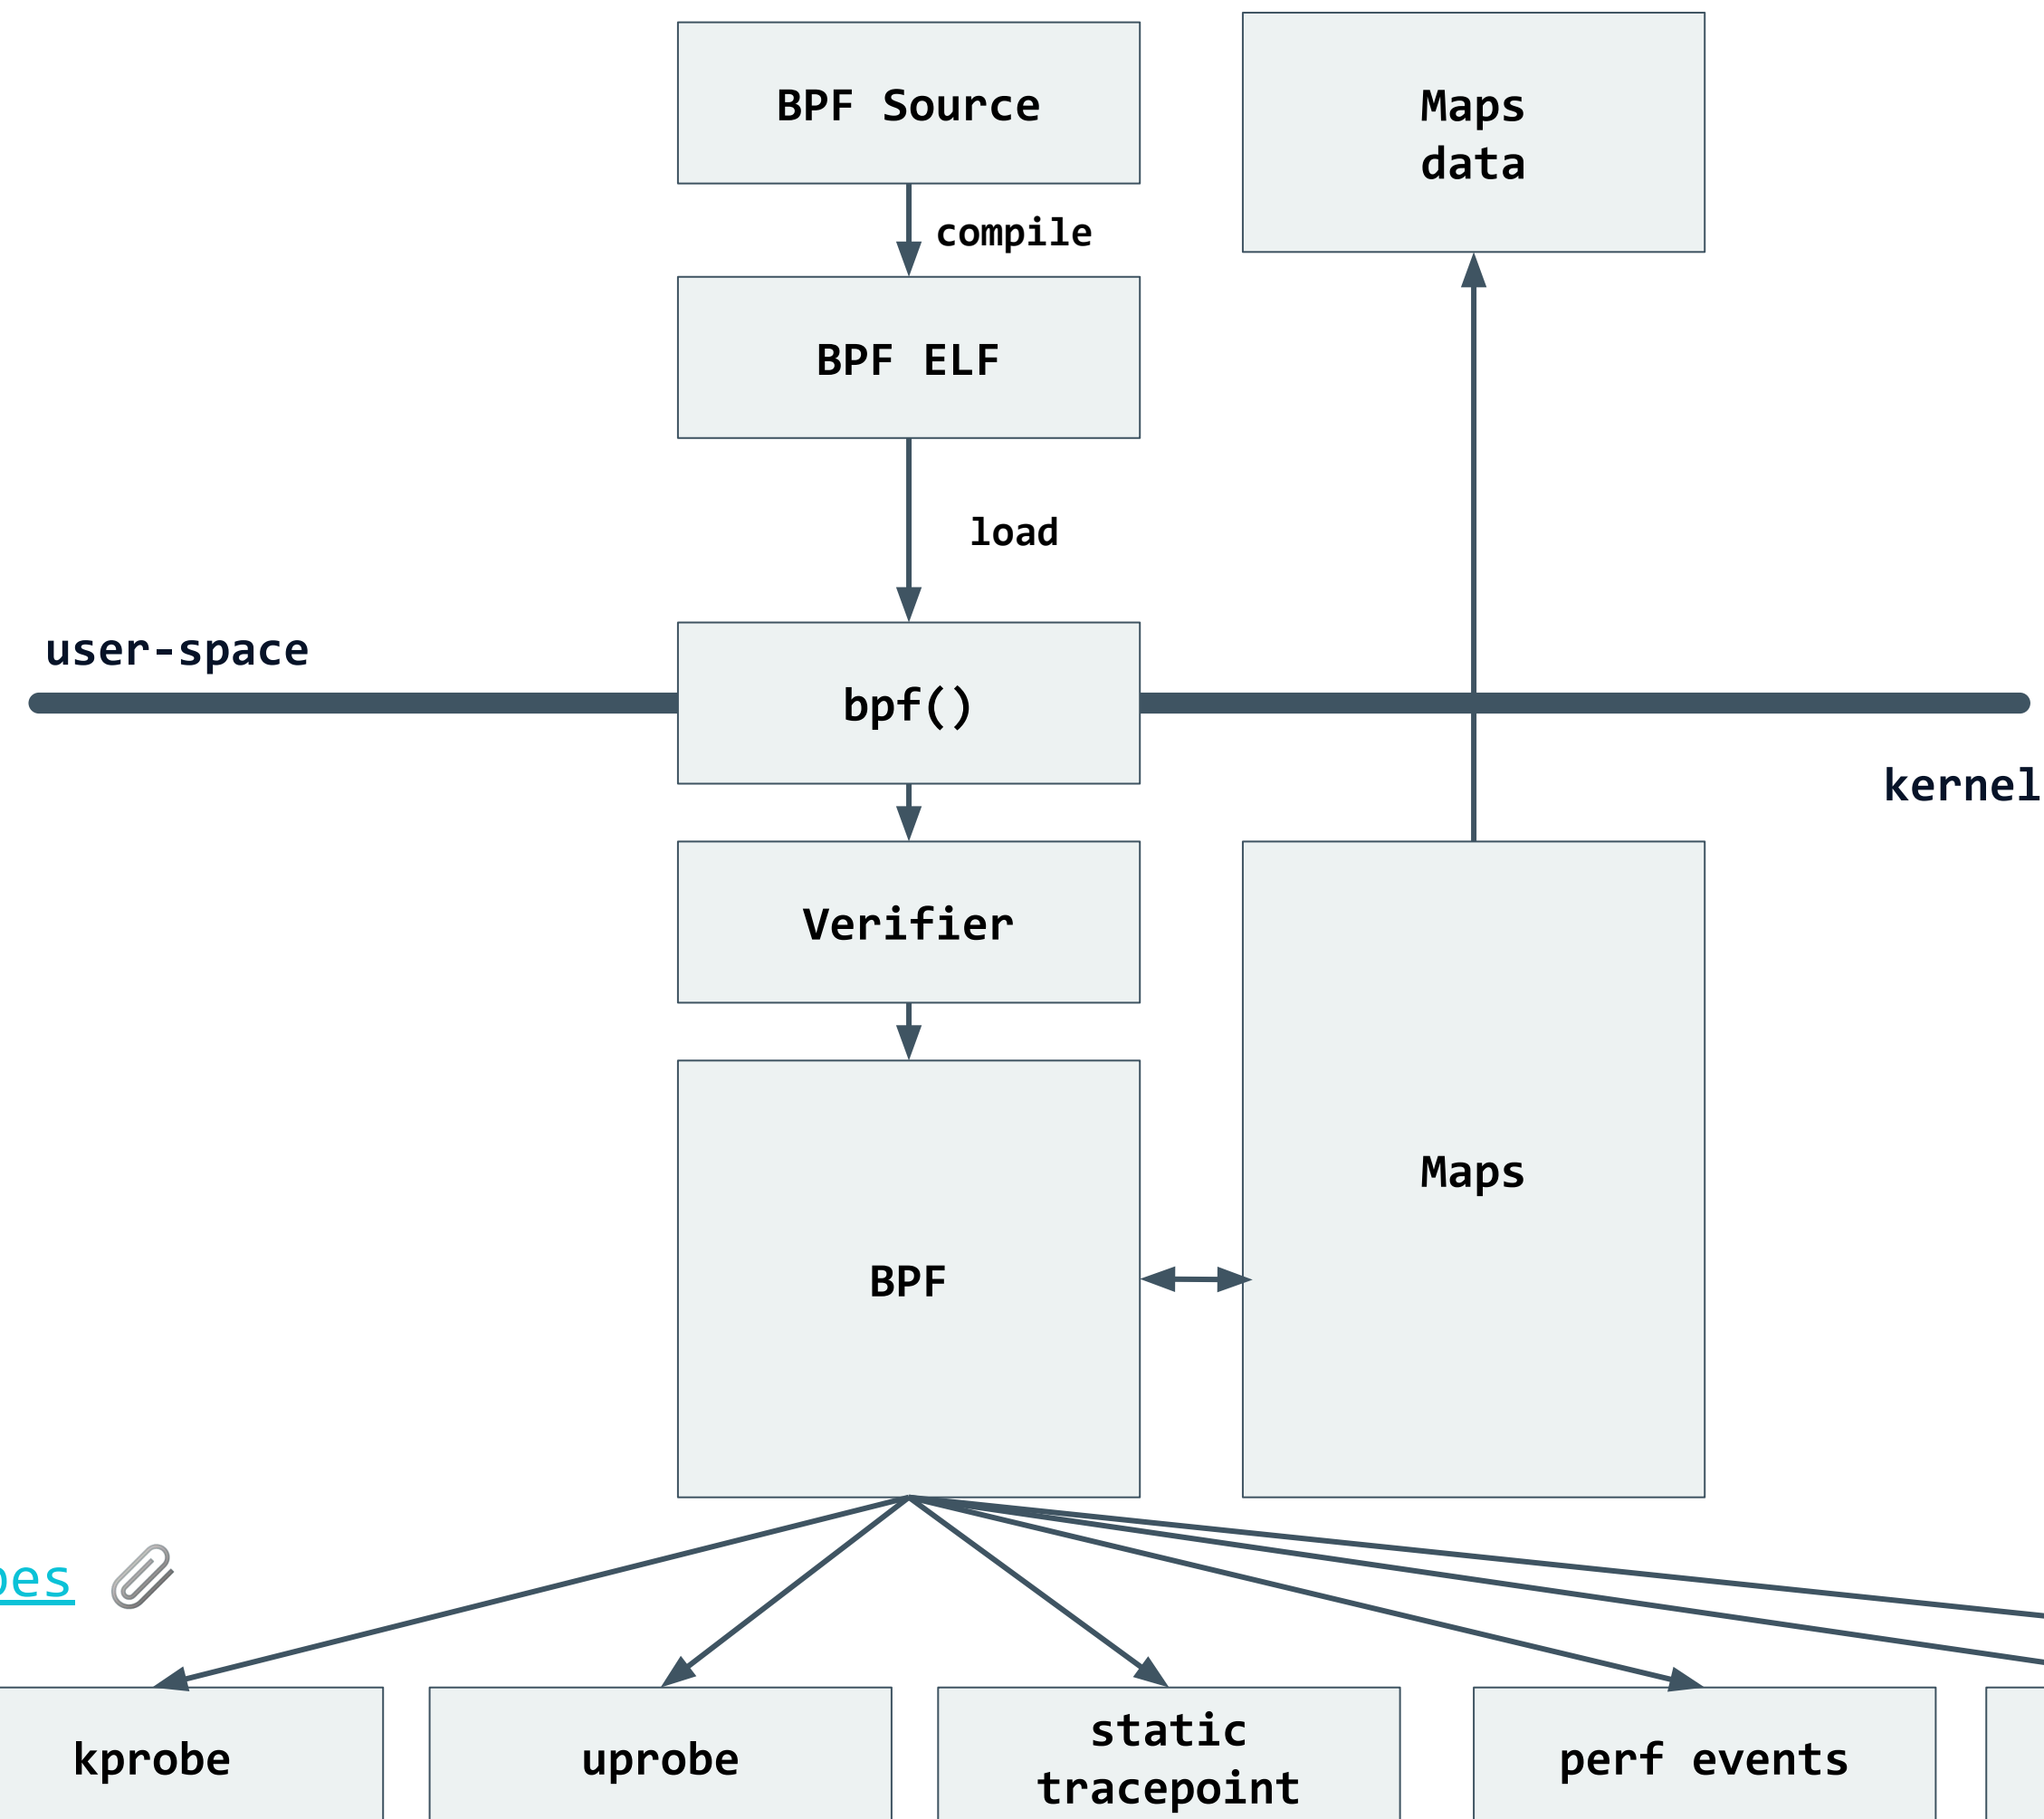 BPF Source
Maps
data
compile
BPF ELF
load
user-space
bpf()
kernel
Verifier
Maps
BPF
kprobe
uprobe
static
tracepoint
perf events